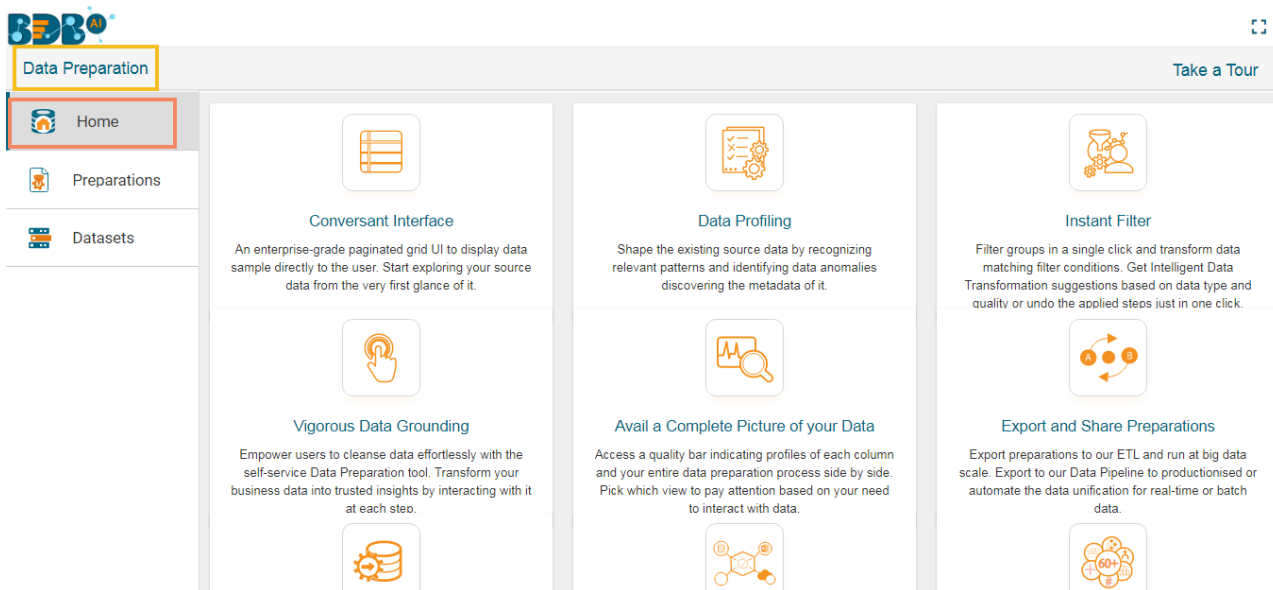 BDB AI
Data Preparation
Take a Tour
Home
Preparations
Datasets
Conversant Interface
An enterprise-grade paginated grid UI to display data
sample directly to the user. Start exploring your source
data from the very first glance of it.
Data Profiling
Shape the existing source data by recognizing
relevant patterns and identifying data anomalies
discovering the metadata of it.
Instant Filter
Filter groups in a single click and transform data
matching filter conditions. Get Intelligent Data
Transformation suggestions based on data type and
quality or undo the applied steps just in one click.
A
B
Vigorous Data Grounding
Empower users to cleanse data effortlessly with the
self-service Data Preparation tool. Transform your
business data into trusted insights by interacting with it
at each step.
Avail a Complete Picture of your Data
Access a quality bar indicating profiles of each column
and your entire data preparation process side by side.
Pick which view to pay attention based on your need
to interact with data.
Export and Share Preparations
Export preparations to our ETL and run at big data
scale. Export to our Data Pipeline to productionised or
automate the data unification for real-time or batch
data.
60+
#